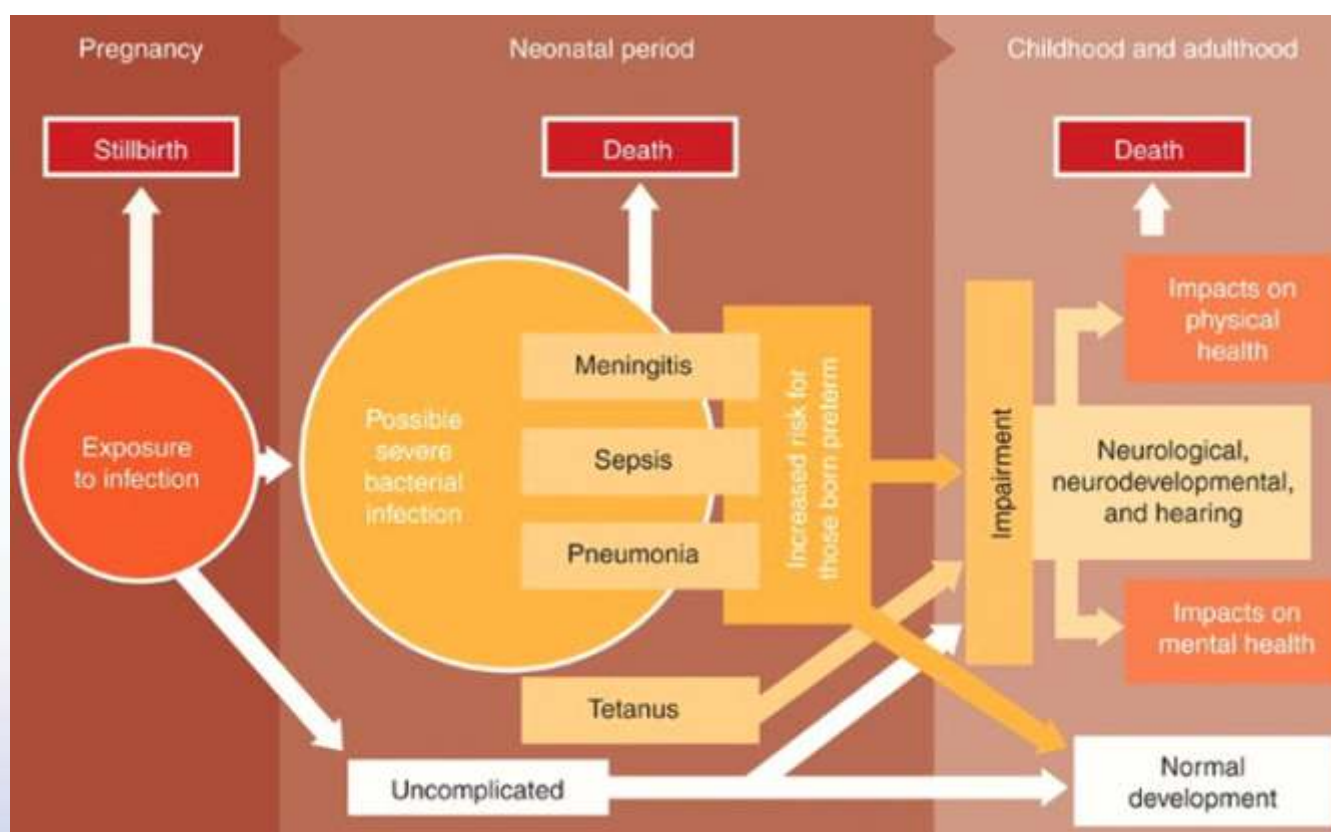 Pregnancy
Neonatal period
Childhood and adulthood
Stillbirth
Death
Death
Exposure
to infection
Possible
severe
bacterial
infection
Meningitis
Sepsis
Pneumonia
Increased risk for
those born preterm
Tetanus
Uncomplicated
Impairment
Impacts on
physical
health
Neurological,
neurodevelopmental,
and hearing
Impacts on
mental health
Normal
development